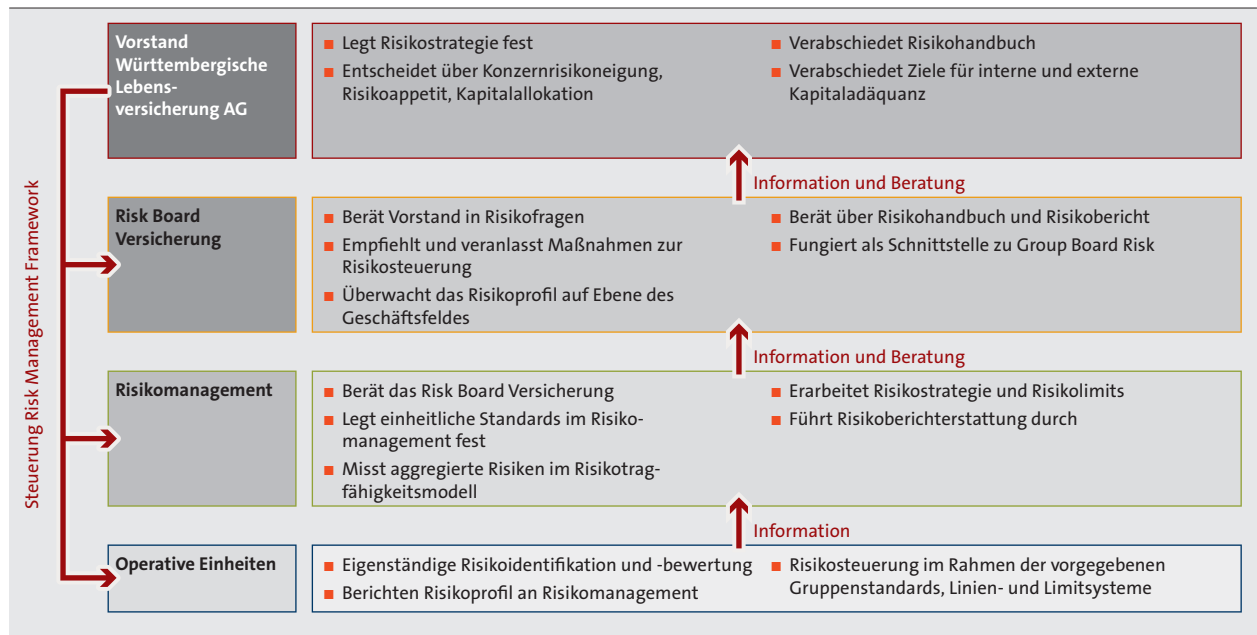 Steuerung Risk Management Framework
Vorstand
Württembergische
Lebens-
versicherung AG
■ Legt Risikostrategie fest
■ Entscheidet über Konzernrisikoneigung,
Risikoappetit, Kapitalallokation
■ Verabschiedet Risikohandbuch
■ Verabschiedet Ziele für interne und externe
Kapitaladäquanz
Information und Beratung
Risk Board
Versicherung
■ Berät Vorstand in Risikofragen
■ Empfiehlt und veranlasst Maßnahmen zur
Risikosteuerung
■ Überwacht das Risikoprofil auf Ebene des
Geschäftsfeldes
■ Berät über Risikohandbuch und Risikobericht
■ Fungiert als Schnittstelle zu Group Board Risk
Information und Beratung
Risikomanagement
■ Berät das Risk Board Versicherung
■ Legt einheitliche Standards im Risiko-
management fest
■ Misst aggregierte Risiken im Risikotrag-
fähigkeitsmodell
■ Erarbeitet Risikostrategie und Risikolimits
■ Führt Risikoberichterstattung durch
Information
Operative Einheiten
■ Eigenständige Risikoidentifikation und -bewertung
■ Berichten Risikoprofil an Risikomanagement
■ Risikosteuerung im Rahmen der vorgegebenen
Gruppenstandards, Linien- und Limitsysteme